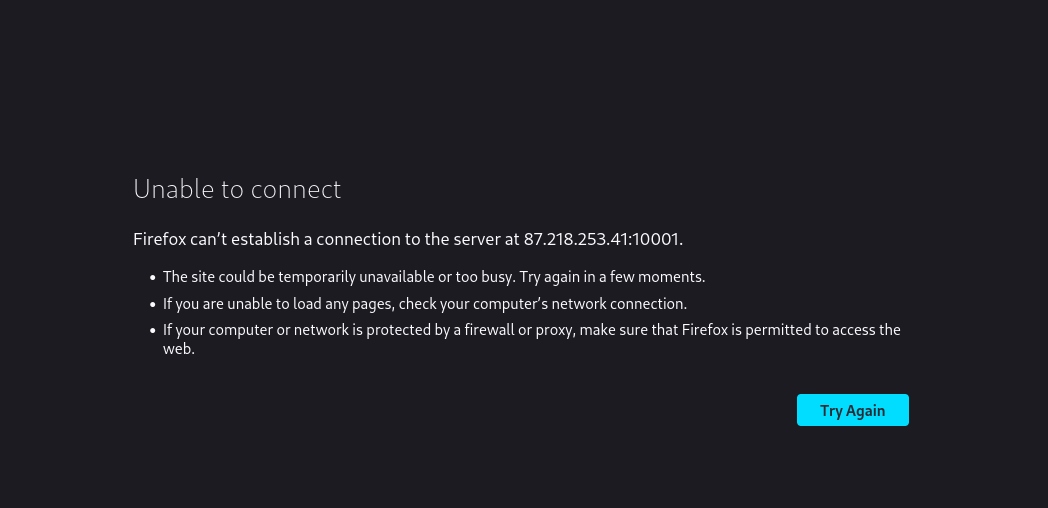 Unable to connect
Firefox can’t establish a connection to the server at 87.218.253.41:10001.
• The site could be temporarily unavailable or too busy. Try again in a few moments.
• If you are unable to load any pages, check your computer’s network connection.
• If your computer or network is protected by a firewall or proxy, make sure that Firefox is permitted to access the
web.
Try Again